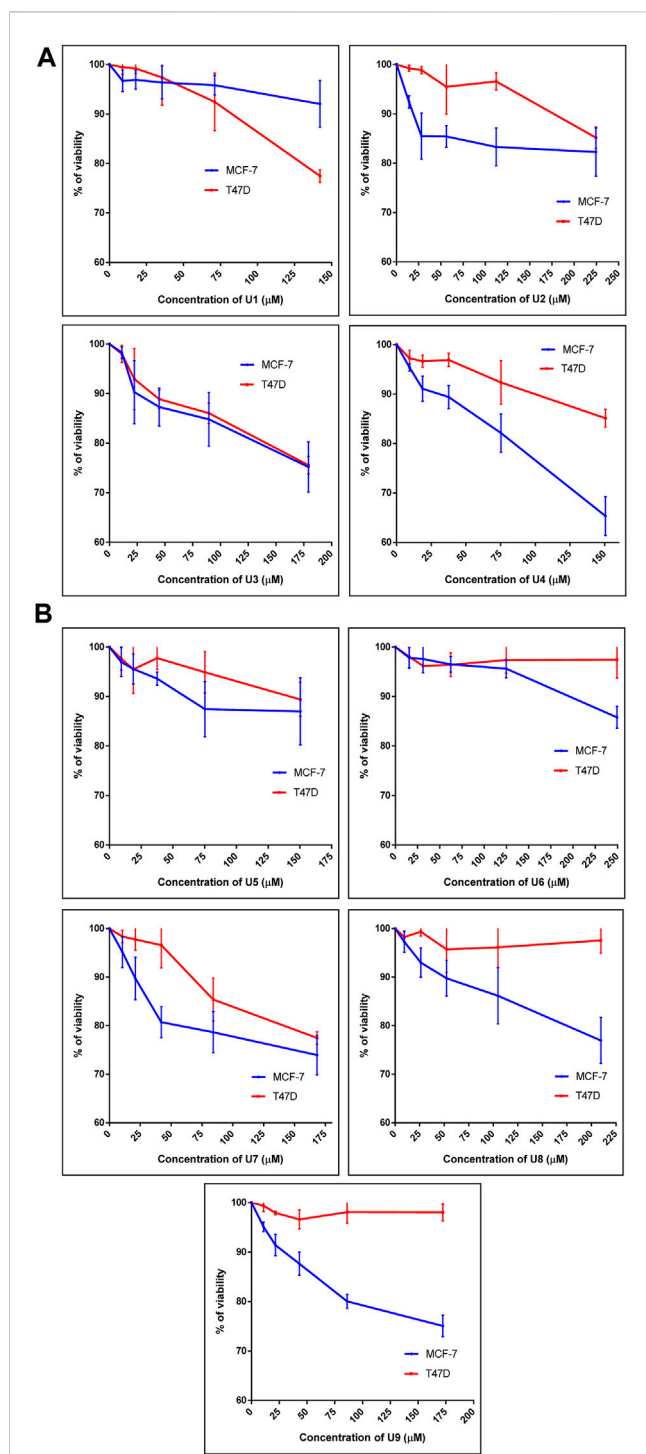 A
100
90
80
70
60
% of viability
MCF-7
T47D
0 25 50 75 100 125 150
Concentration of U1 (μM)
100
90
80
70
60
% of viability
MCF-7
T47D
0 25 50 75 100 125 150 175 200 225 250
Concentration of U2 (μM)
100
90
80
70
60
% of viability
MCF-7
T47D
0 25 50 75 100 125 150 175 200
Concentration of U3 (μM)
100
90
80
70
60
% of viability
MCF-7
T47D
0 25 50 75 100 125 150
Concentration of U4 (μM)
B
100
90
80
70
60
% of viability
MCF-7
T47D
0 25 50 75 100 125 150 175
Concentration of U5 (μM)
100
90
80
70
60
% of viability
MCF-7
T47D
0 25 50 75 100 125 150 175 200 225 250
Concentration of U6 (μM)
100
90
80
70
60
% of viability
MCF-7
T47D
0 25 50 75 100 125 150 175
Concentration of U7 (μM)
100
90
80
70
60
% of viability
MCF-7
T47D
0 25 50 75 100 125 150 175 200 225
Concentration of U8 (μM)
100
90
80
70
60
% of viability
MCF-7
T47D
0 25 50 75 100 125 150 175 200
Concentration of U9 (μM)